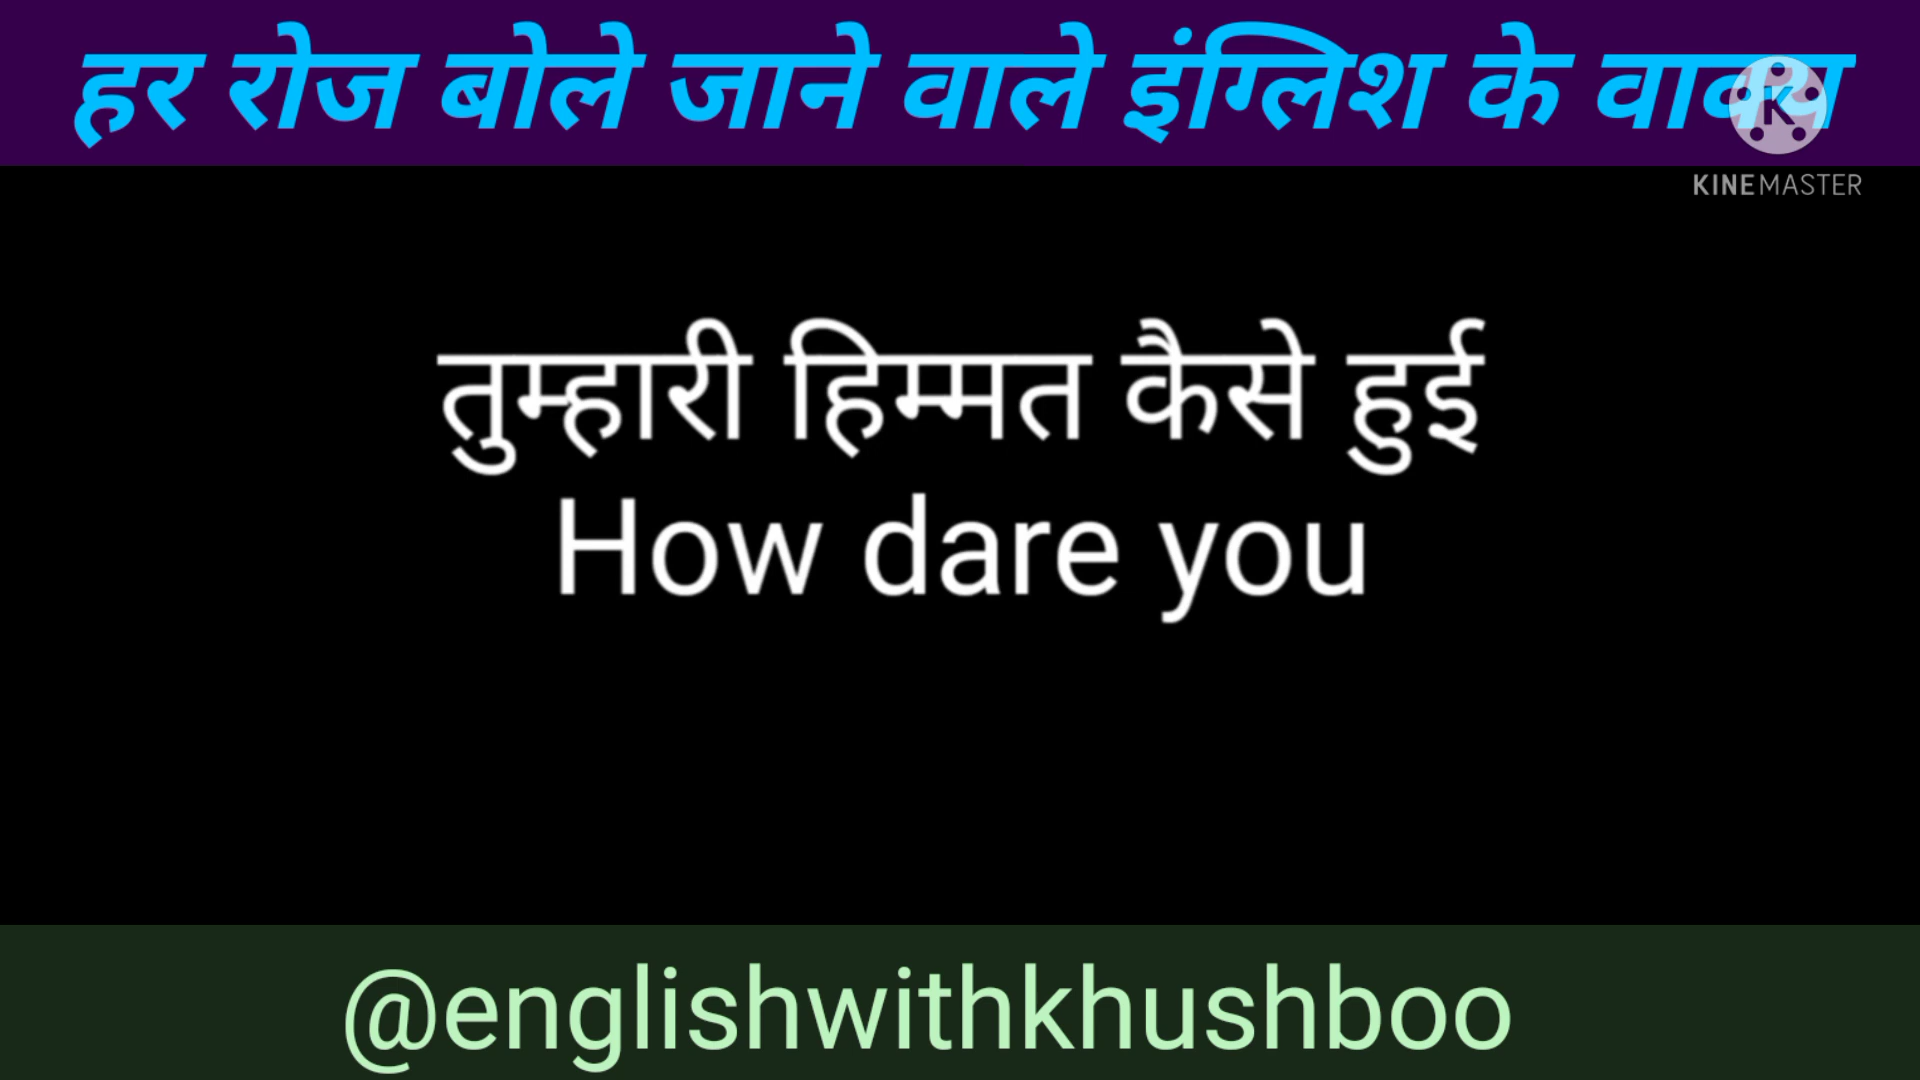 हर रोज बोले जाने वाले इंग्लिश के वाक्य
K
KINEMASTER
तुम्हारी हिम्मत कैसे हुई
How dare you
@englishwithkhushboo